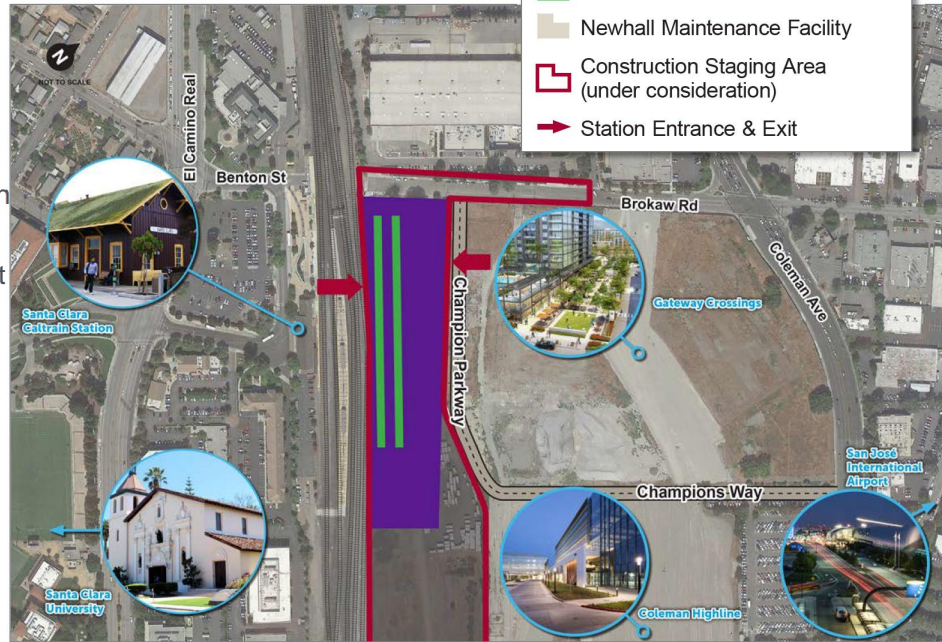 Newhall Maintenance Facility
Construction Staging Area
(under consideration)
Station Entrance & Exit
N
NOT TO SCALE
El Camino Real
Benton St
Brokaw Rd
Coleman Ave
Champion Parkway
Champions Way
Santa Clara
Caltrain Station
Gateway Crossings
San José
International
Airport
Santa Clara
University
Coleman Highline
n
t